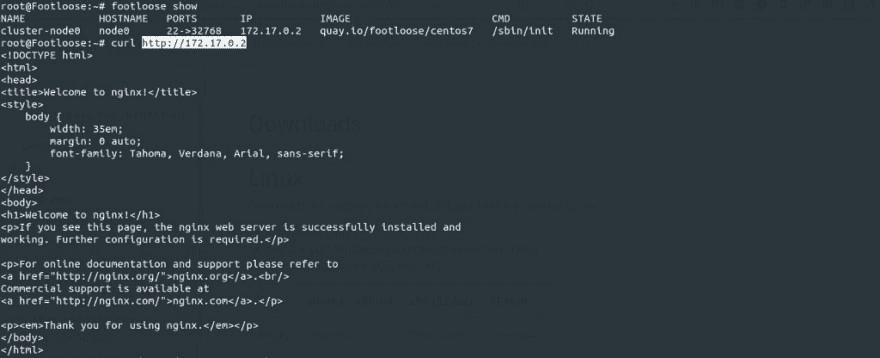 root@Footloose:~# footloose show
NAME HOSTNAME PORTS IP IMAGE CMD STATE
cluster-node0 node0 22->32768 172.17.0.2 quay.io/footloose/centos7 /sbin/init Running
root@Footloose:~# curl http://172.17.0.2
<!DOCTYPE html>
<html>
<head>
<title>Welcome to nginx!</title>
<style>
    body {
        width: 35em;
        margin: 0 auto;
        font-family: Tahoma, Verdana, Arial, sans-serif;
    }
</style>
</head>
<body>
<h1>Welcome to nginx!</h1>
<p>If you see this page, the nginx web server is successfully installed and
working. Further configuration is required.</p>

<p>For online documentation and support please refer to
<a href="http://nginx.org/">nginx.org</a>.<br/>
Commercial support is available at
<a href="http://nginx.com/">nginx.com</a>.</p>

<p><em>Thank you for using nginx.</em></p>
</body>
</html>
Downloads
Linux